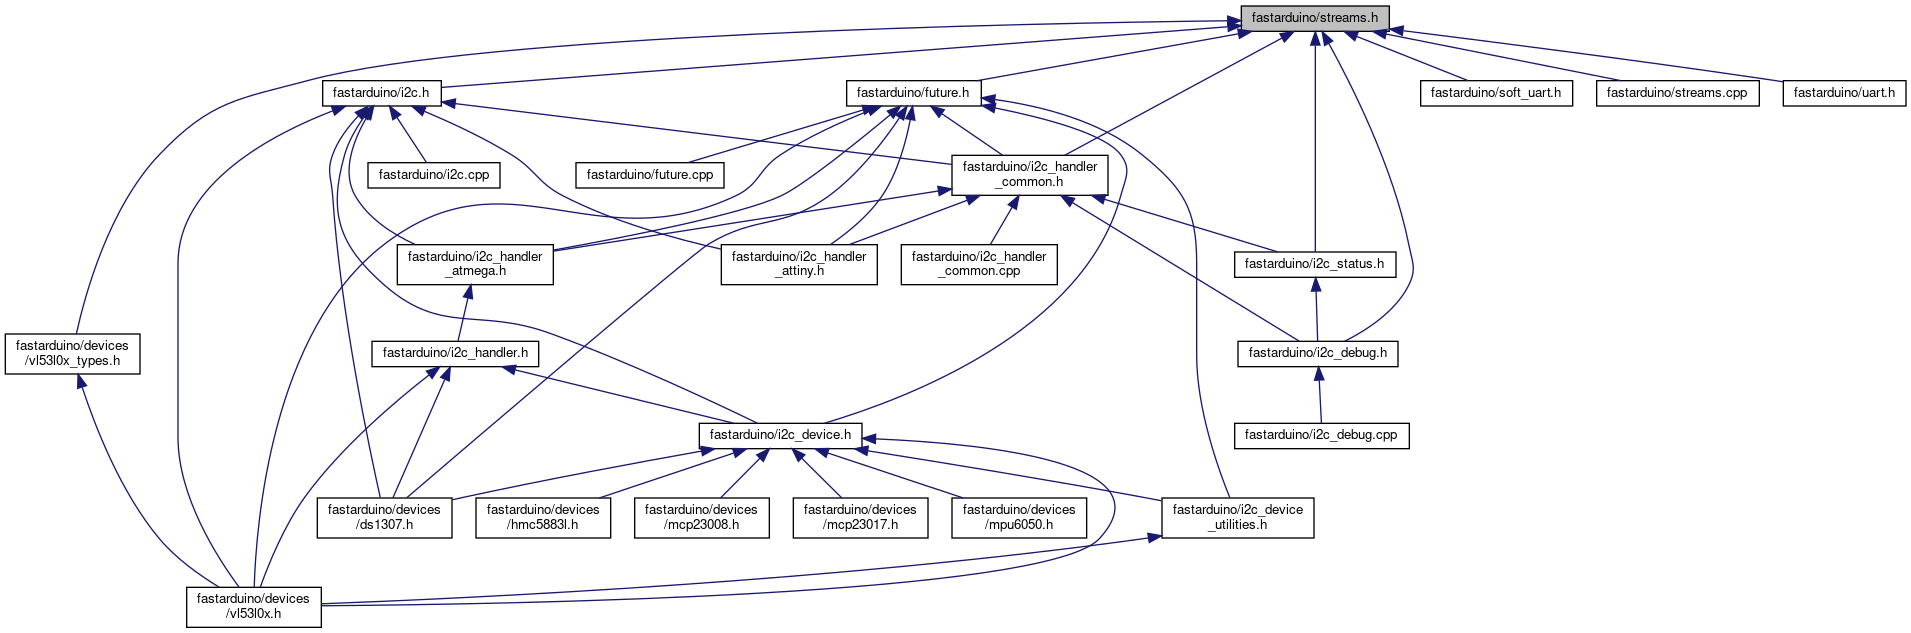 fastarduino/streams.h
fastarduino/i2c.h
fastarduino/future.h
fastarduino/soft_uart.h
fastarduino/streams.cpp
fastarduino/uart.h
fastarduino/i2c.cpp
fastarduino/future.cpp
fastarduino/i2c_handler
_common.h
fastarduino/i2c_handler
_atmega.h
fastarduino/i2c_handler
_attiny.h
fastarduino/i2c_handler
_common.cpp
fastarduino/i2c_status.h
fastarduino/devices
/vl53l0x_types.h
fastarduino/i2c_handler.h
fastarduino/i2c_debug.h
fastarduino/i2c_device.h
fastarduino/i2c_debug.cpp
fastarduino/devices
/ds1307.h
fastarduino/devices
/hmc5883l.h
fastarduino/devices
/mcp23008.h
fastarduino/devices
/mcp23017.h
fastarduino/devices
/mpu6050.h
fastarduino/i2c_device
_utilities.h
fastarduino/devices
/vl53l0x.h